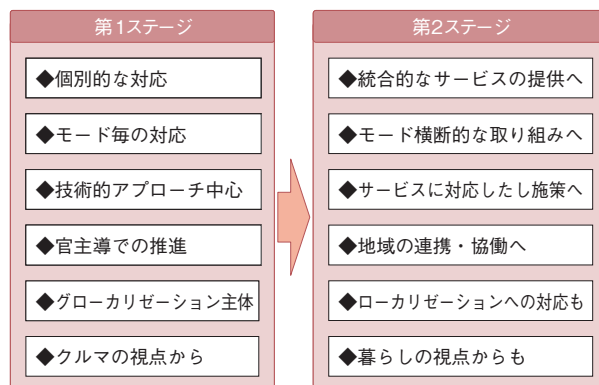 第1ステージ
◆個別的な対応
◆モード毎の対応
◆技術的アプローチ中心
◆官主導での推進
◆グローカリゼーション主体
◆クルマの視点から
第2ステージ
◆統合的なサービスの提供へ
◆モード横断的な取り組みへ
◆サービスに対応したし施策へ
◆地域の連携・協働へ
◆ローカリゼーションへの対応も
◆暮らしの視点からも